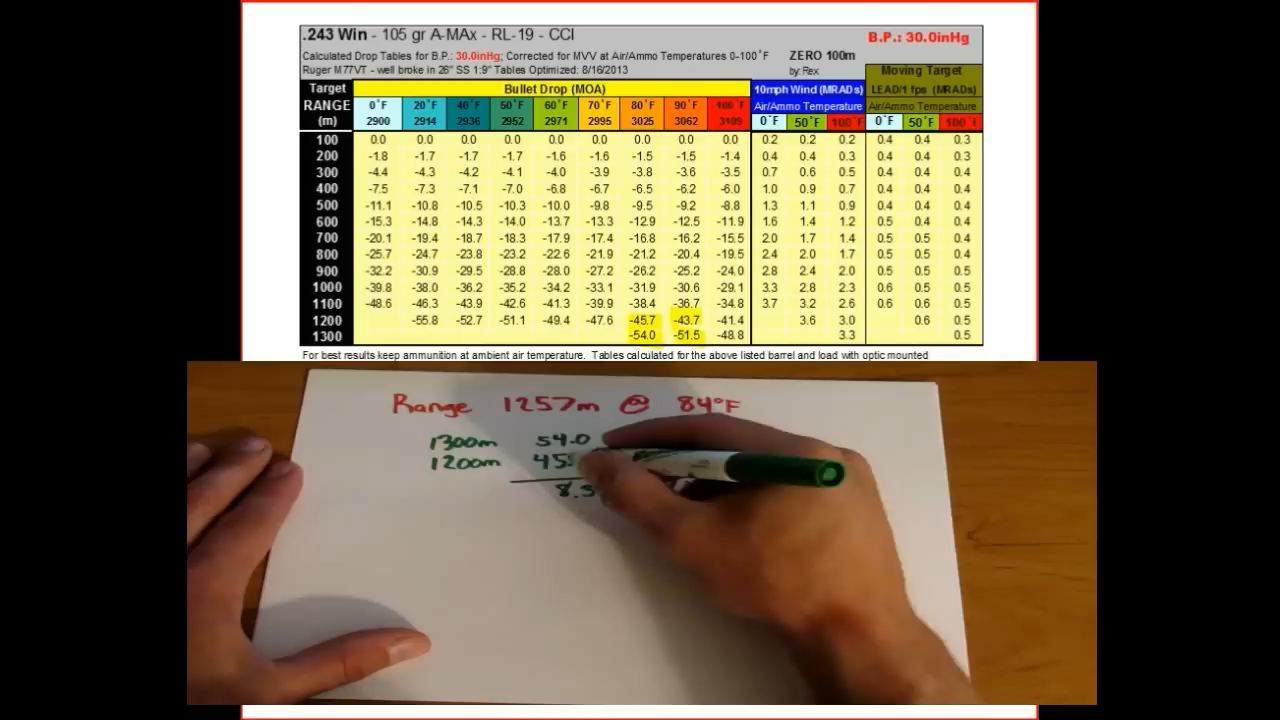 .243 Win - 105 gr A-MAx - RL-19 - CCI B.P.: 30.0inHg
Calculated Drop Tables for B.P.: 30.0inHg; Corrected for MVV at Air/Ammo Temperatures 0-100°F ZERO 100m
Ruger M77VT - well broke in 26" SS 1:9" Tables Optimized: 8/16/2013 by: Rex Moving Target
Target Bullet Drop (MOA) 10mph Wind (MRADs) LEAD/1 fps (MRADs)
RANGE 0°F 20°F 40°F 50°F 60°F 70°F 80°F 90°F 100°F Air/Ammo Temperature Air/Ammo Temperature
(m) 2900 2914 2936 2952 2971 2995 3025 3062 3105 0°F 50°F 100°F 0°F 50°F 100°F
100 0.0 0.0 0.0 0.0 0.0 0.0 0.0 0.0 0.0 0.2 0.2 0.2 0.4 0.4 0.3
200 -1.8 -1.7 -1.7 -1.7 -1.6 -1.6 -1.5 -1.5 -1.4 0.4 0.4 0.3 0.4 0.4 0.3
300 -4.4 -4.3 -4.2 -4.1 -4.0 -3.9 -3.8 -3.6 -3.5 0.7 0.6 0.5 0.4 0.4 0.4
400 -7.5 -7.3 -7.1 -7.0 -6.8 -6.7 -6.5 -6.2 -6.0 1.0 0.9 0.7 0.4 0.4 0.4
500 -11.1 -10.8 -10.5 -10.3 -10.0 -9.8 -9.5 -9.2 -8.8 1.3 1.1 0.9 0.5 0.4 0.4
600 -15.3 -14.8 -14.3 -14.0 -13.7 -13.3 -12.9 -12.5 -11.9 1.6 1.4 1.2 0.5 0.5 0.4
700 -20.1 -19.4 -18.7 -18.3 -17.9 -17.4 -16.8 -16.2 -15.5 2.0 1.7 1.4 0.5 0.5 0.4
800 -25.7 -24.7 -23.8 -23.2 -22.6 -21.9 -21.2 -20.4 -19.5 2.4 2.0 1.7 0.5 0.5 0.4
900 -32.2 -30.9 -29.5 -28.8 -28.0 -27.2 -26.2 -25.2 -24.0 2.8 2.4 2.0 0.5 0.5 0.5
1000 -39.8 -38.0 -36.2 -35.2 -34.2 -33.1 -31.9 -30.6 -29.1 3.3 2.8 2.3 0.6 0.5 0.5
1100 -48.6 -46.3 -43.9 -42.6 -41.3 -39.9 -38.4 -36.7 -34.8 3.7 3.2 2.6 0.6 0.6 0.5
1200 -55.8 -52.7 -51.1 -49.4 -47.6 -45.7 -43.7 -41.4 3.6 3.0 0.6 0.5
1300 -54.0 -51.5 -48.8 3.3 0.5
For best results keep ammunition at ambient air temperature. Tables calculated for the above listed barrel and load with optic mounted
Range 1257m @ 84°F
1300m 54.0
1200m 45
8.3